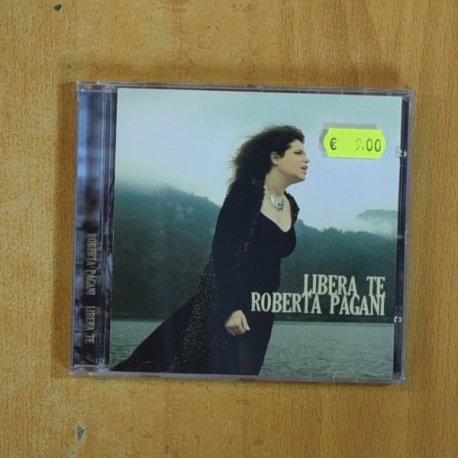 € 9.00
LIBERA TE
ROBERTA PAGANI
ROBERTA PAGANI LIBERA TE